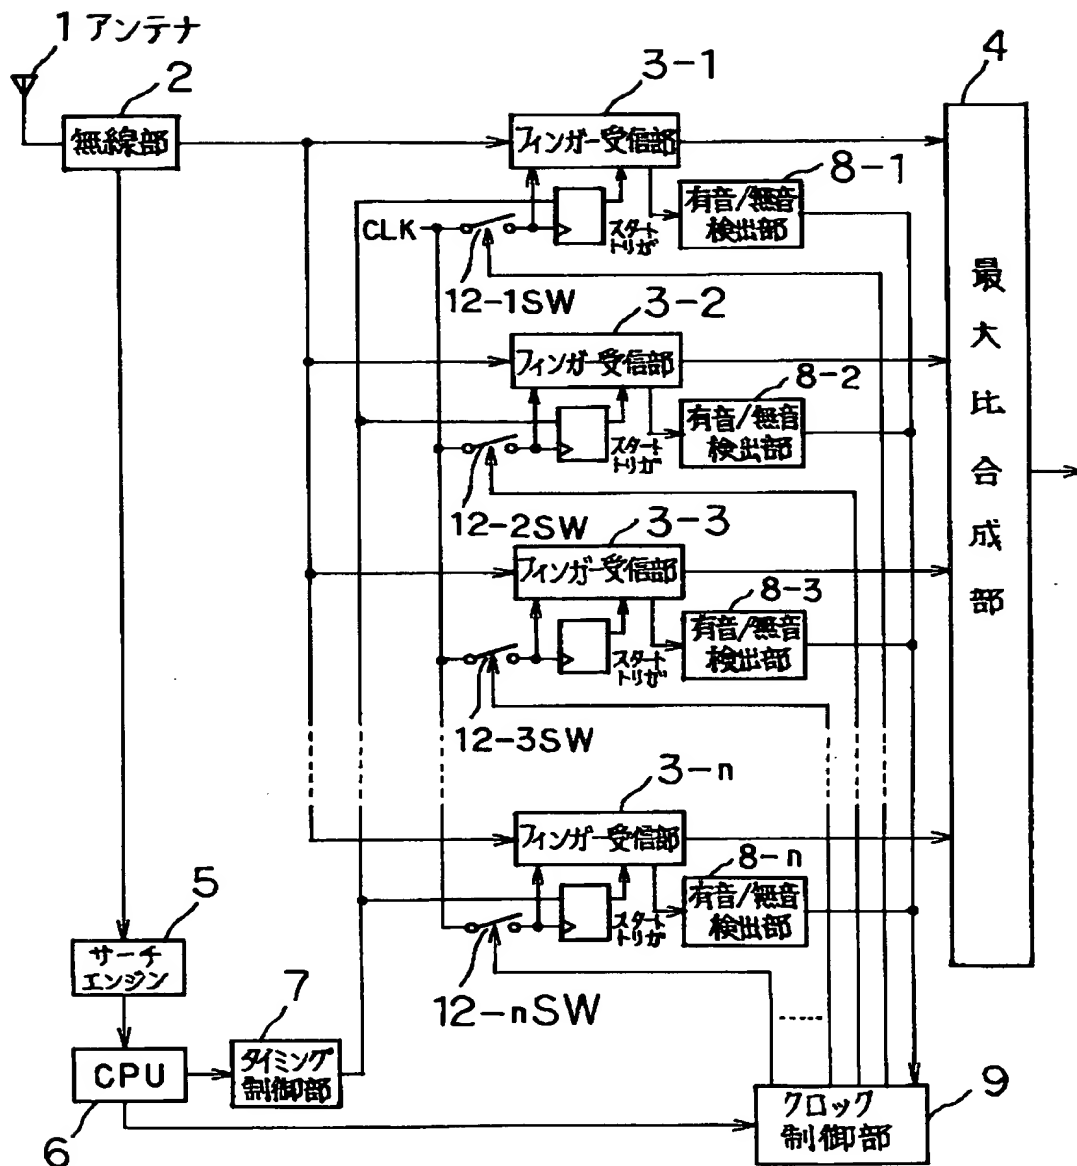 1 アンテナ
2
無線部
3-1
フィンガー受信部
4
8-1
有音/無音
検出部
CLK
スタート
トリガ
12-1SW
3-2
フィンガー受信部
8-2
有音/無音
検出部
スタート
トリガ
12-2SW
3-3
フィンガー受信部
8-3
有音/無音
検出部
スタート
トリガ
12-3SW
3-n
フィンガー受信部
8-n
有音/無音
検出部
スタート
トリガ
12-nSW
最大比合成部
5
サーチ
エンジン
7
タイミング
制御部
CPU
6
クロック
制御部
9